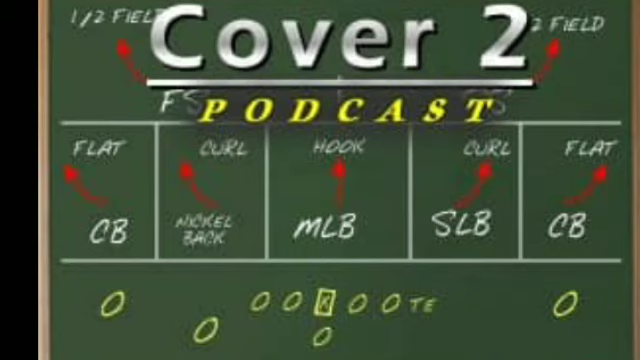 Cover 2
1/2 FIELD
2 FIELD
FS
PODCAST
FLAT CURL HOOK CURL FLAT
CB NICKEL BACK MLB SLB CB
O O O X O O TE O
O O